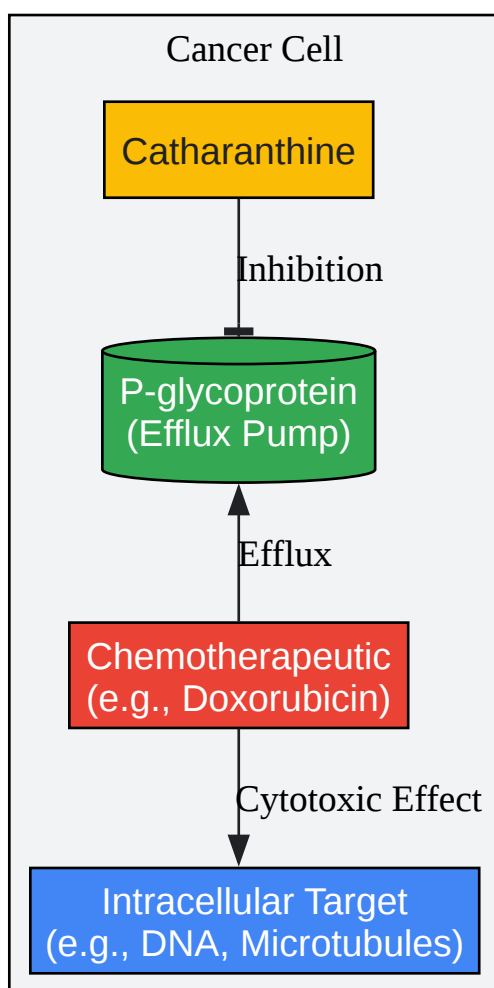 Cancer Cell
Catharanthine
Inhibition
P-glycoprotein
(Efflux Pump)
Efflux
Chemotherapeutic
(e.g., Doxorubicin)
Cytotoxic Effect
Intracellular Target
(e.g., DNA, Microtubules)